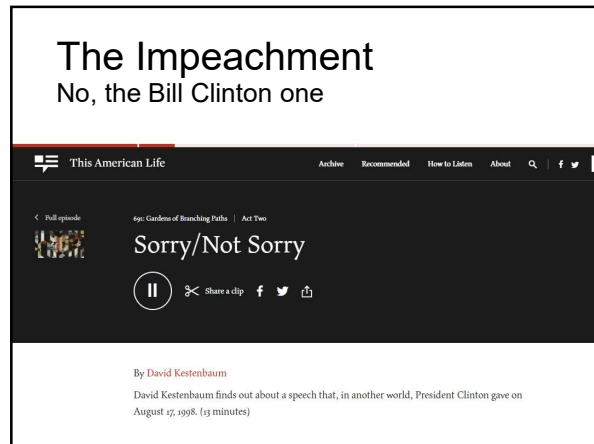 The Impeachment
No, the Bill Clinton one
This American Life Archive Recommended How to Listen About
Full episode
691: Gardens of Branching Paths | Act Two
Sorry/Not Sorry
Share a clip
By David Kestenbaum
David Kestenbaum finds out about a speech that, in another world, President Clinton gave on
August 17, 1998. (13 minutes)